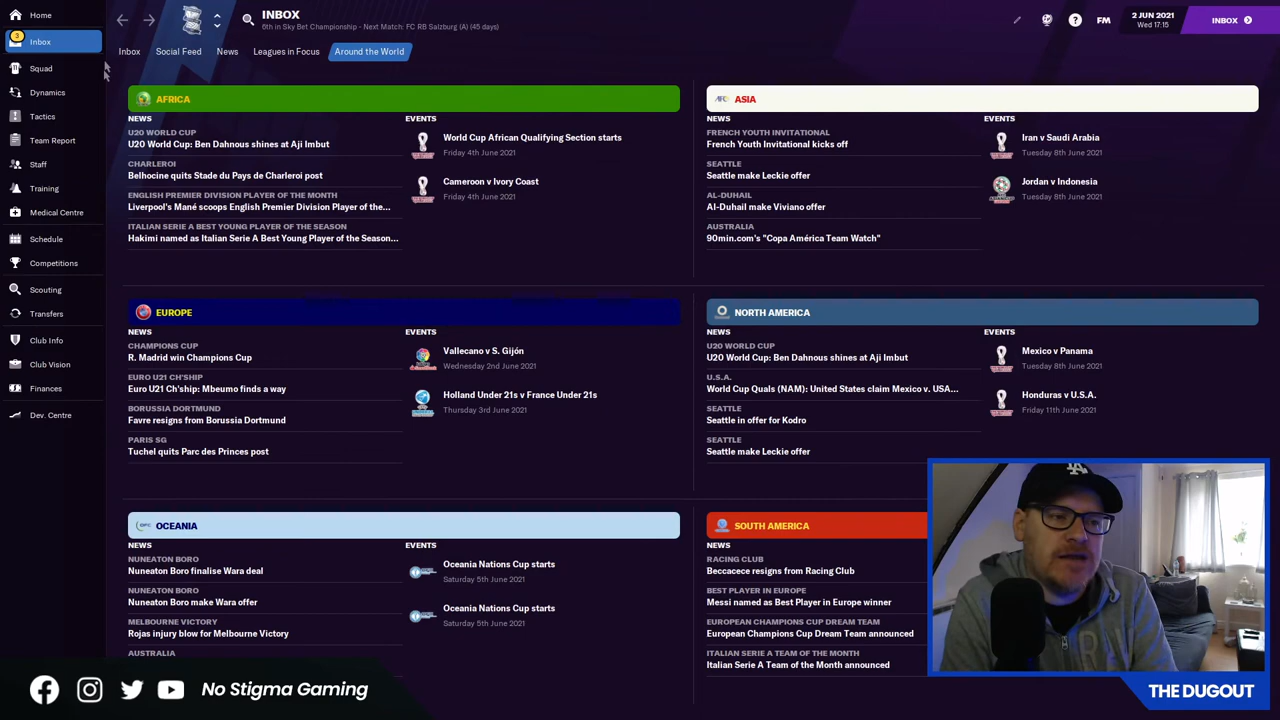 Home
3
Inbox
Squad
Dynamics
Tactics
Team Report
Staff
Training
Medical Centre
Schedule
Competitions
Scouting
Transfers
Club Info
Club Vision
Finances
Dev. Centre
INBOX
6th in Sky Bet Championship - Next Match: FC RB Salzburg (A) (45 days)
?
FM
2 JUN 2021
Wed 17:15
INBOX
Inbox Social Feed News Leagues in Focus Around the World
AFRICA
NEWS
U20 WORLD CUP
U20 World Cup: Ben Dahnous shines at Aji Imbut
CHARLEROI
Belhocine quits Stade du Pays de Charleroi post
ENGLISH PREMIER DIVISION PLAYER OF THE MONTH
Liverpool's Mané scoops English Premier Division Player of the...
ITALIAN SERIE A BEST YOUNG PLAYER OF THE SEASON
Hakimi named as Italian Serie A Best Young Player of the Season...
EVENTS
World Cup African Qualifying Section starts
Friday 4th June 2021
Cameroon v Ivory Coast
Friday 4th June 2021
AFC
ASIA
NEWS
FRENCH YOUTH INVITATIONAL
French Youth Invitational kicks off
SEATTLE
Seattle make Leckie offer
AL-DUHAIL
Al-Duhail make Viviano offer
AUSTRALIA
90min.com's "Copa América Team Watch"
EVENTS
Iran v Saudi Arabia
Tuesday 8th June 2021
Jordan v Indonesia
Tuesday 8th June 2021
EUROPE
NEWS
CHAMPIONS CUP
R. Madrid win Champions Cup
EURO U21 CH'SHIP
Euro U21 Ch'ship: Mbeumo finds a way
BORUSSIA DORTMUND
Favre resigns from Borussia Dortmund
PARIS SG
Tuchel quits Parc des Princes post
EVENTS
Vallecano v S. Gijón
Wednesday 2nd June 2021
Holland Under 21s v France Under 21s
Thursday 3rd June 2021
NORTH AMERICA
NEWS
U20 WORLD CUP
U20 World Cup: Ben Dahnous shines at Aji Imbut
U.S.A.
World Cup Quals (NAM): United States claim Mexico v. USA...
SEATTLE
Seattle in offer for Kodro
SEATTLE
Seattle make Leckie offer
EVENTS
Mexico v Panama
Tuesday 8th June 2021
Honduras v U.S.A.
Friday 11th June 2021
OFC
OCEANIA
NEWS
NUNEATON BORO
Nuneaton Boro finalise Wara deal
NUNEATON BORO
Nuneaton Boro make Wara offer
MELBOURNE VICTORY
Rojas injury blow for Melbourne Victory
AUSTRALIA
EVENTS
Oceania Nations Cup starts
Saturday 5th June 2021
Oceania Nations Cup starts
Saturday 5th June 2021
SOUTH AMERICA
NEWS
RACING CLUB
Beccacece resigns from Racing Club
BEST PLAYER IN EUROPE
Messi named as Best Player in Europe winner
EUROPEAN CHAMPIONS CUP DREAM TEAM
European Champions Cup Dream Team announced
ITALIAN SERIE A TEAM OF THE MONTH
Italian Serie A Team of the Month announced
LA
No Stigma Gaming
THE DUGOUT